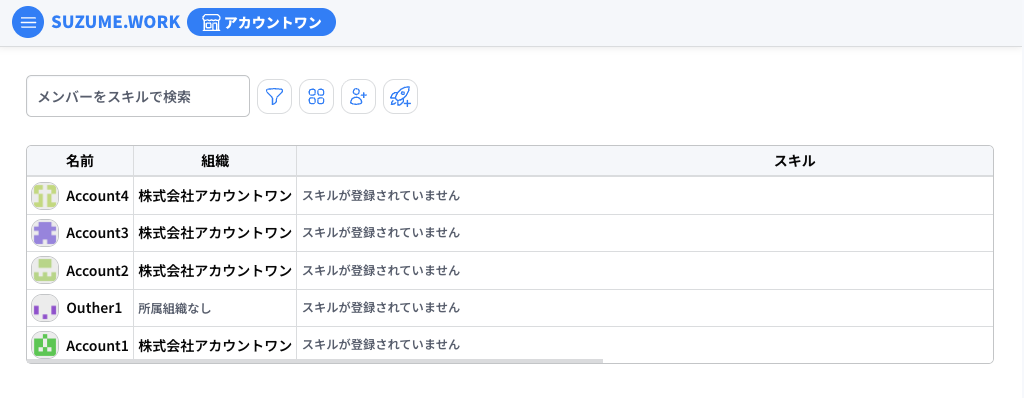 SUZUME.WORK アカウントワン
メンバーをスキルで検索
名前 組織 スキル
Account4 株式会社アカウントワン スキルが登録されていません
Account3 株式会社アカウントワン スキルが登録されていません
Account2 株式会社アカウントワン スキルが登録されていません
Outher1 所属組織なし スキルが登録されていません
Account1 株式会社アカウントワン スキルが登録されていません